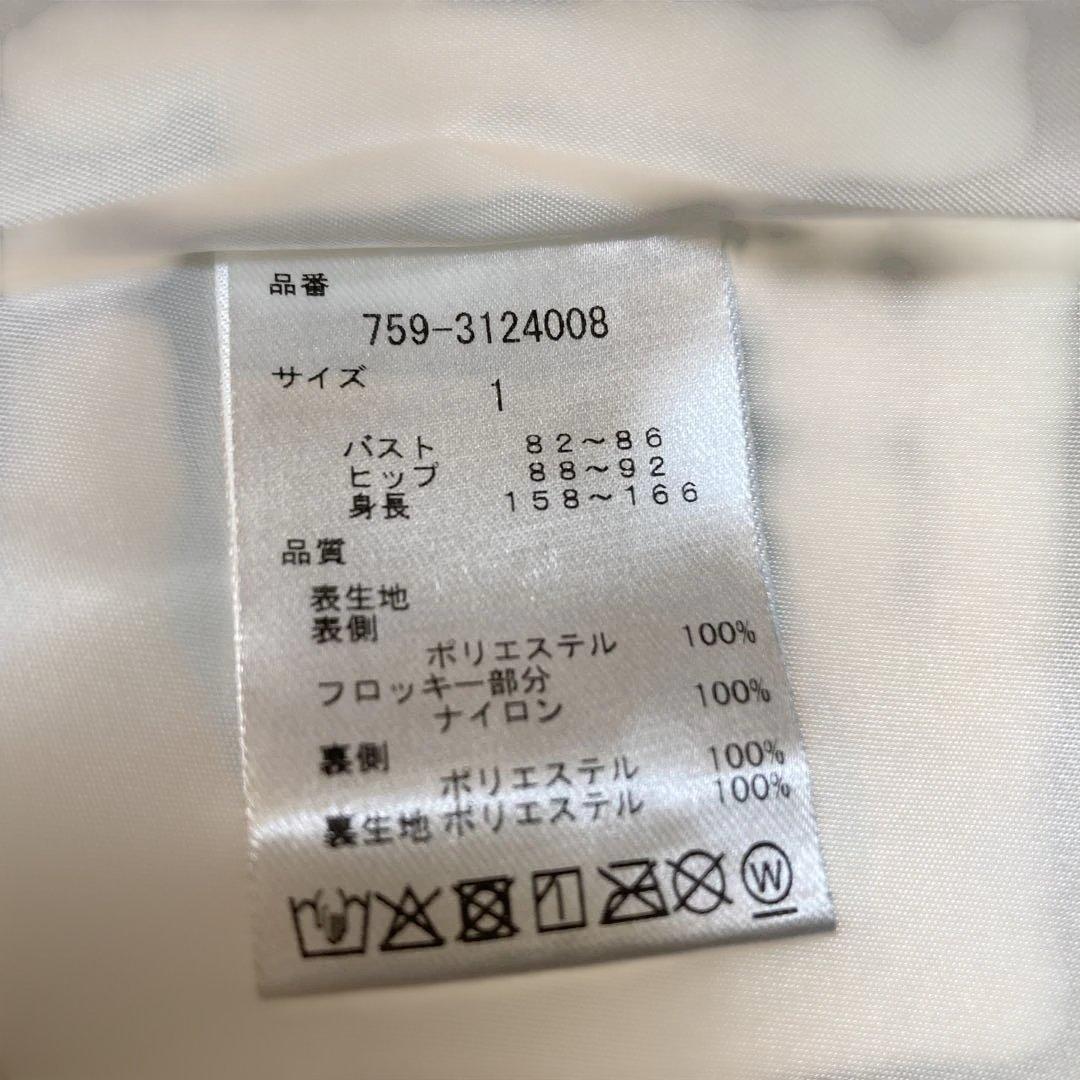 品番
759-3124008
サイズ
1
バスト 82～86
ヒップ 88～92
身長 158～166
品質
表生地
表側
ポリエステル 100%
フロッキー部分
ナイロン 100%
裏側
ポリエステル 100%
裏生地 ポリエステル 100%
W